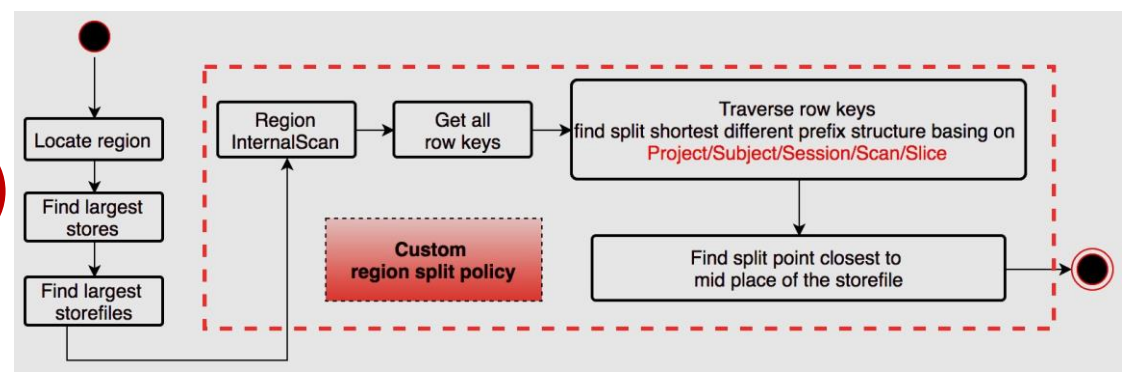 Locate region
Find largest
stores
Find largest
storefiles
Region
InternalScan
Get all
row keys
Traverse row keys
find split shortest different prefix structure basing on
Project/Subject/Session/Scan/Slice
Custom
region split policy
Find split point closest to
mid place of the storefile